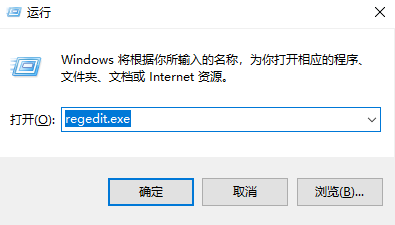 运行
Windows 将根据你所输入的名称，为你打开相应的程序、
文件夹、文档或 Internet 资源。
打开(O):
regedit.exe
确定
取消
浏览(B)...